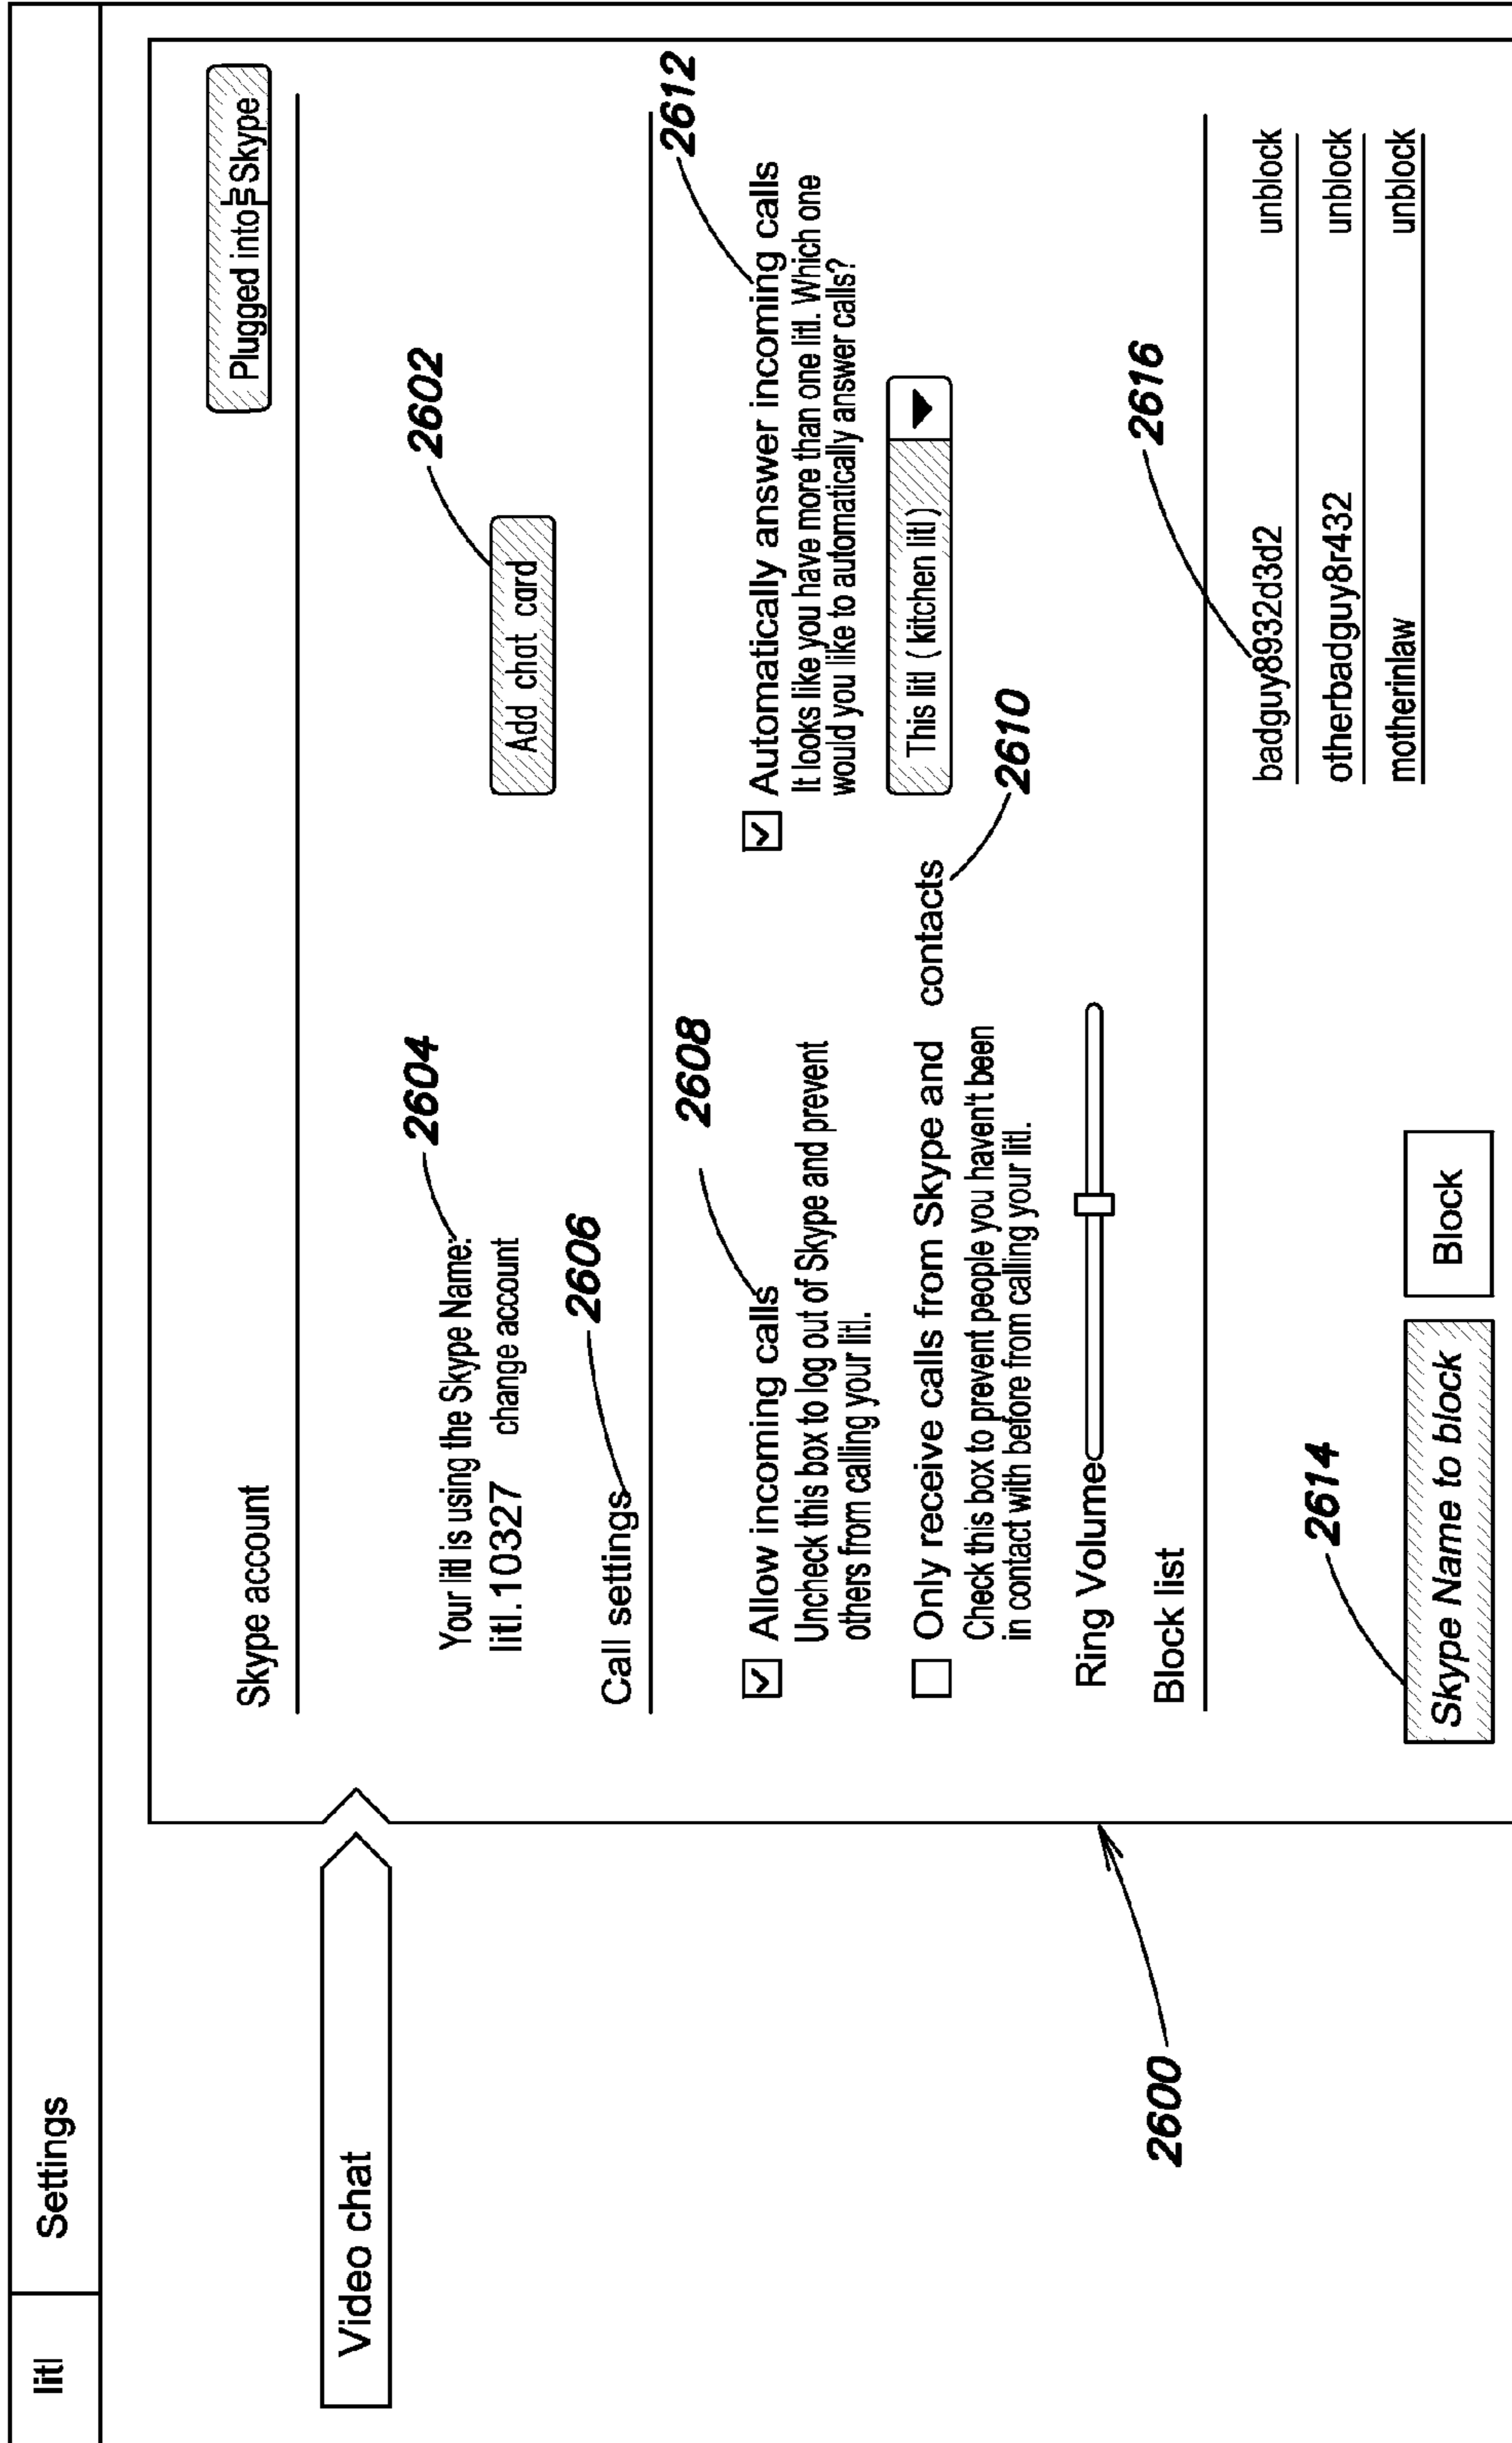 litl Settings
Video chat
Skype account
Plugged into Skype
2602
2604
Your litl is using the Skype Name:
litl.10327 change account
Add chat card
2606
Call settings
2608
2612
Allow incoming calls
Uncheck this box to log out of Skype and prevent
others from calling your litl.
Automatically answer incoming calls
It looks like you have more than one litl. Which one
would you like to automatically answer calls?
This litl ( kitchen litl )
Only receive calls from Skype and contacts
Check this box to prevent people you haven't been
in contact with before from calling your litl.
2610
Ring Volume
2600
2616
Block list
badguy8932d3d2 unblock
otherbadguy8r432 unblock
motherinlaw unblock
2614
Skype Name to block
Block